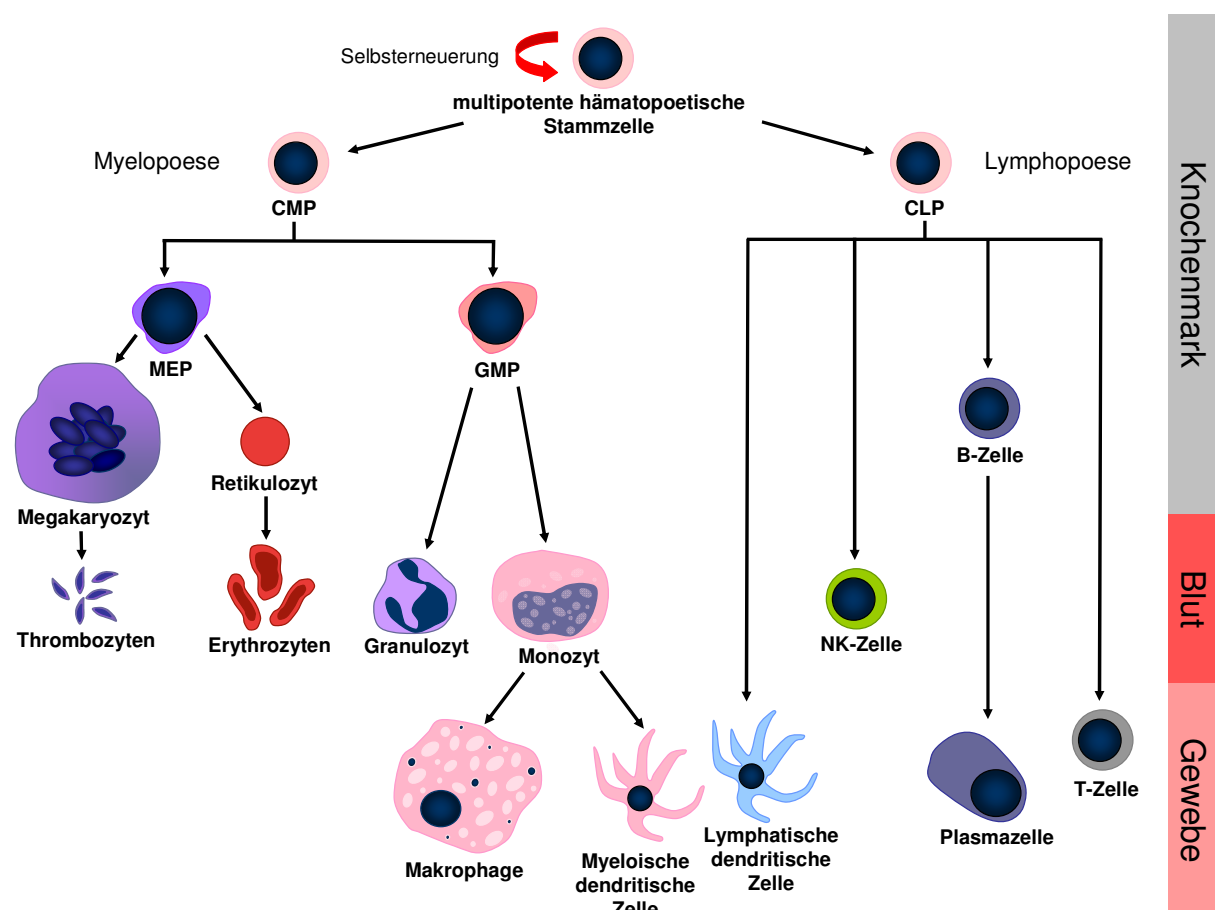 Selbsterneuerung
multipotente hämatopoetische
Stammzelle
Myelopoese
Lymphopoese
CMP
CLP
MEP
GMP
B-Zelle
Retikulozyt
Megakaryozyt
Thrombozyten
Erythrozyten
Granulozyt
Monozyt
NK-Zelle
T-Zelle
Makrophage
Myeloische
dendritische
Zelle
Lymphatische
dendritische
Zelle
Plasmazelle
Knochenmark
Blut
Gewebe